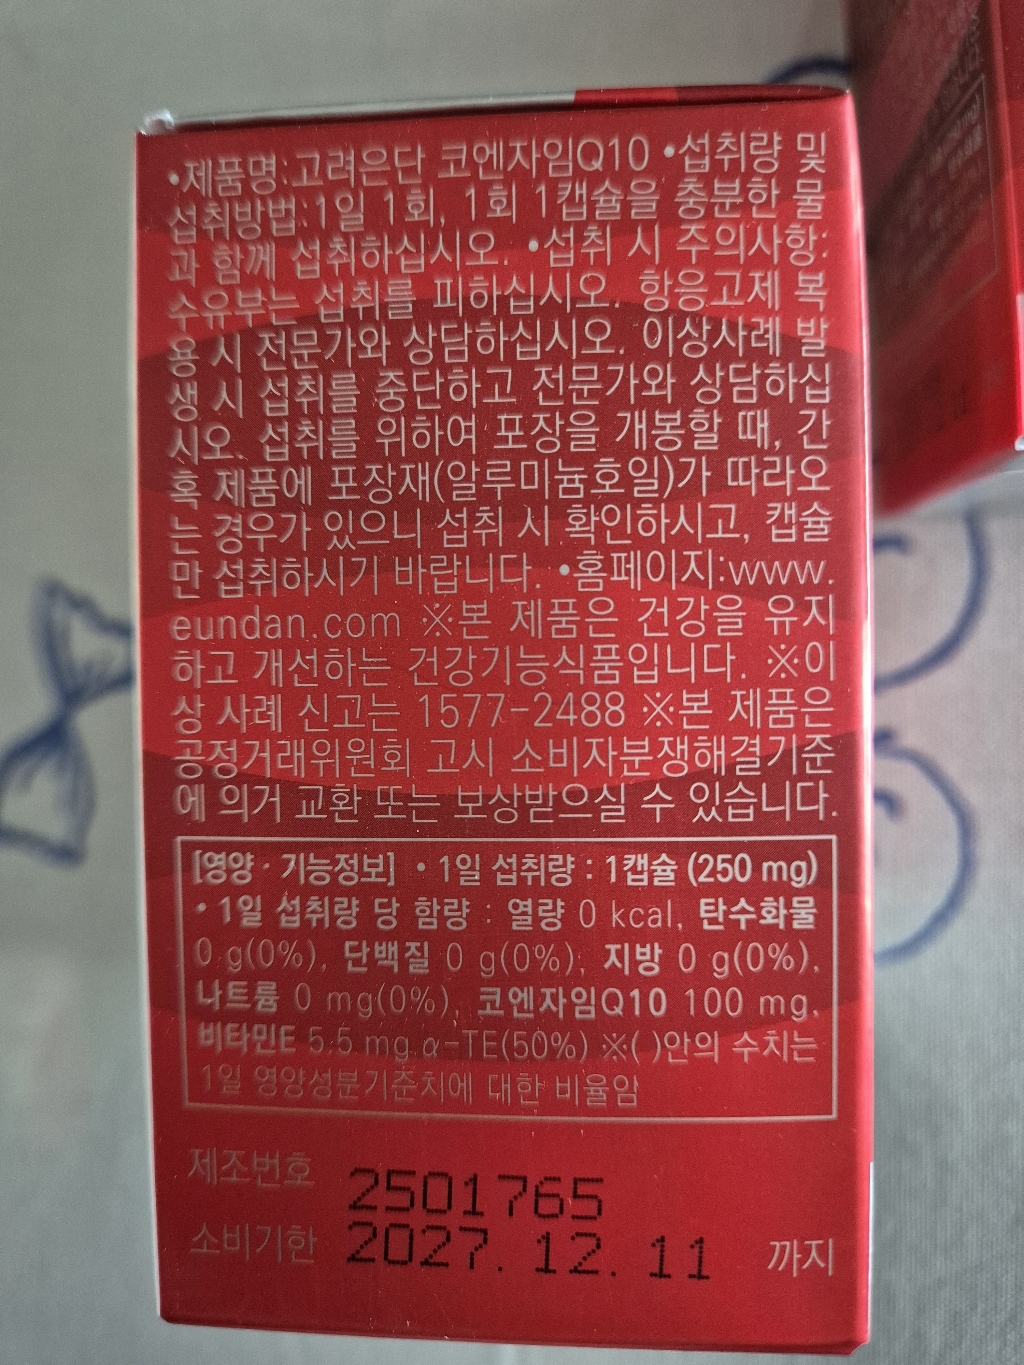 •제품명:고려은단 코엔자임Q10 •섭취량 및
섭취방법:1일 1회, 1회 1캡슐을 충분한 물
과 함께 섭취하십시오. •섭취 시 주의사항:
수유부는 섭취를 피하십시오. 항응고제 복
용 시 전문가와 상담하십시오. 이상사례 발
생 시 섭취를 중단하고 전문가와 상담하십
시오. 섭취를 위하여 포장을 개봉할 때, 간
혹 제품에 포장재(알루미늄호일)가 따라오
는 경우가 있으니 섭취 시 확인하시고, 캡슐
만 섭취하시기 바랍니다. •홈페이지:www.
eundan.com ※본 제품은 건강을 유지
하고 개선하는 건강기능식품입니다. ※이
상 사례 신고는 1577-2488 ※본 제품은
공정거래위원회 고시 소비자분쟁해결기준
에 의거 교환 또는 보상받으실 수 있습니다.
[영양·기능정보] • 1일 섭취량 : 1캡슐 (250 mg)
• 1일 섭취량 당 함량 : 열량 0 kcal, 탄수화물
0 g(0%), 단백질 0 g(0%), 지방 0 g(0%),
나트륨 0 mg(0%), 코엔자임Q10 100 mg,
비타민E 5.5 mg α-TE(50%) ※( )안의 수치는
1일 영양성분기준치에 대한 비율임
제조번호 2501765
소비기한 2027. 12. 11 까지